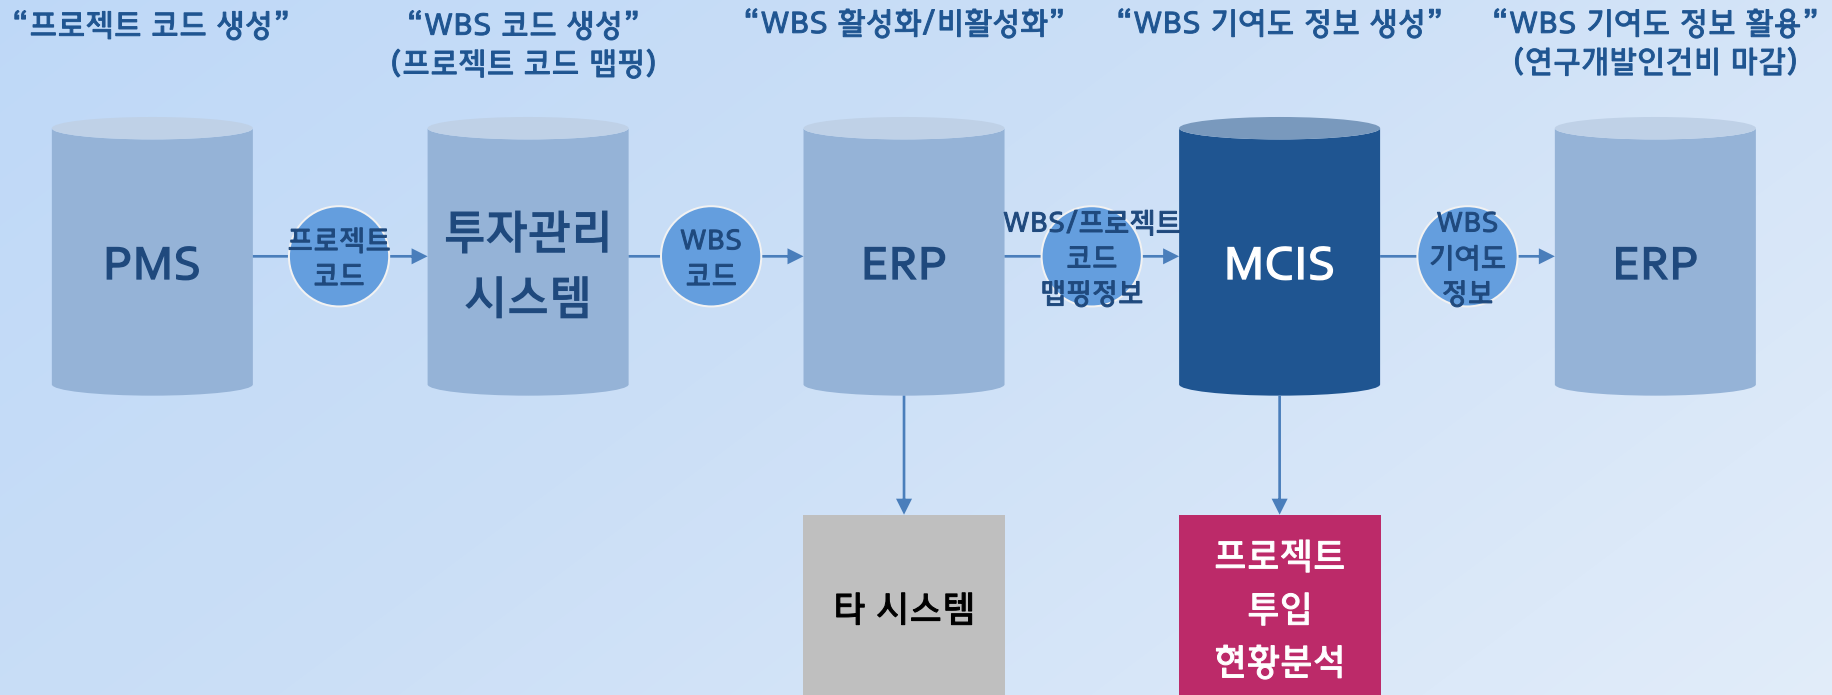 “프로젝트 코드 생성”
“WBS 코드 생성”
(프로젝트 코드 맵핑)
“WBS 활성화/비활성화”
“WBS 기여도 정보 생성”
“WBS 기여도 정보 활용”
(연구개발인건비 마감)
PMS
프로젝트
코드
투자관리
시스템
WBS
코드
ERP
WBS/프로젝트
코드
맵핑정보
MCIS
WBS
기여도
정보
ERP
타 시스템
프로젝트
투입
현황분석